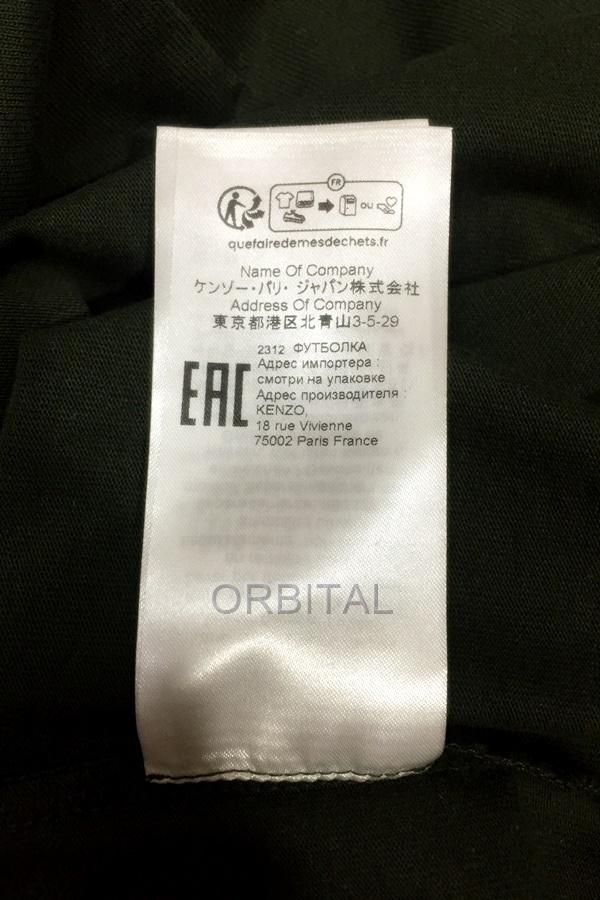 FR
OU
quefairedemesdechets.fr
Name Of Company
ケンゾー・パリ・ジャパン株式会社
Address Of Company
東京都港区北青山3-5-29
EAC
2312 ФУТБОЛКА
Адрес импортера :
смотри на упаковке
Адрес производителя :
KENZO,
18 rue Vivienne
75002 Paris France
ORBITAL